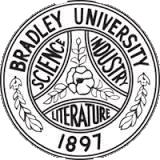 BRADLEY UNIVERSITY
SCIENCE
INDUSTRY
LITERATURE
1897